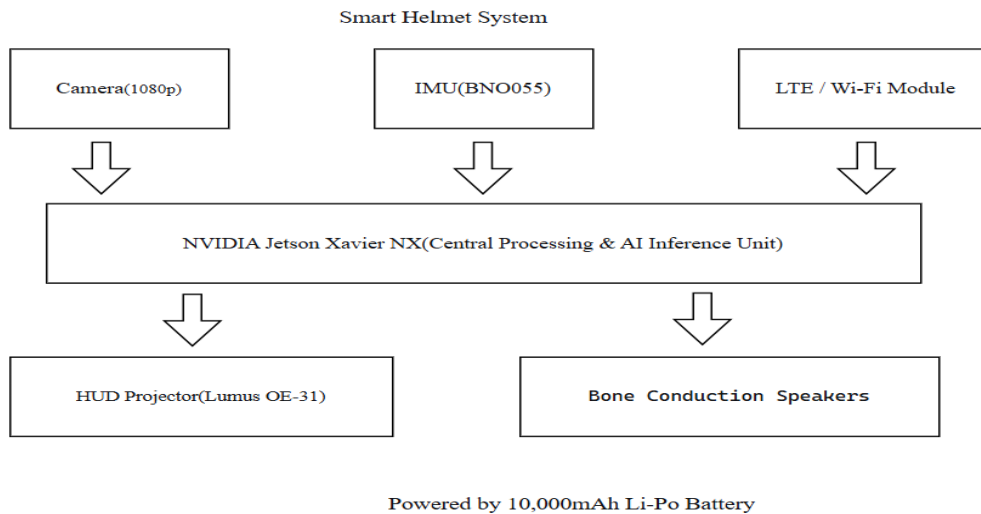 Smart Helmet System
Camera(1080p)
IMU(BNO055)
LTE / Wi-Fi Module
NVIDIA Jetson Xavier NX(Central Processing & AI Inference Unit)
HUD Projector(Lumus OE-31)
Bone Conduction Speakers
Powered by 10,000mAh Li-Po Battery